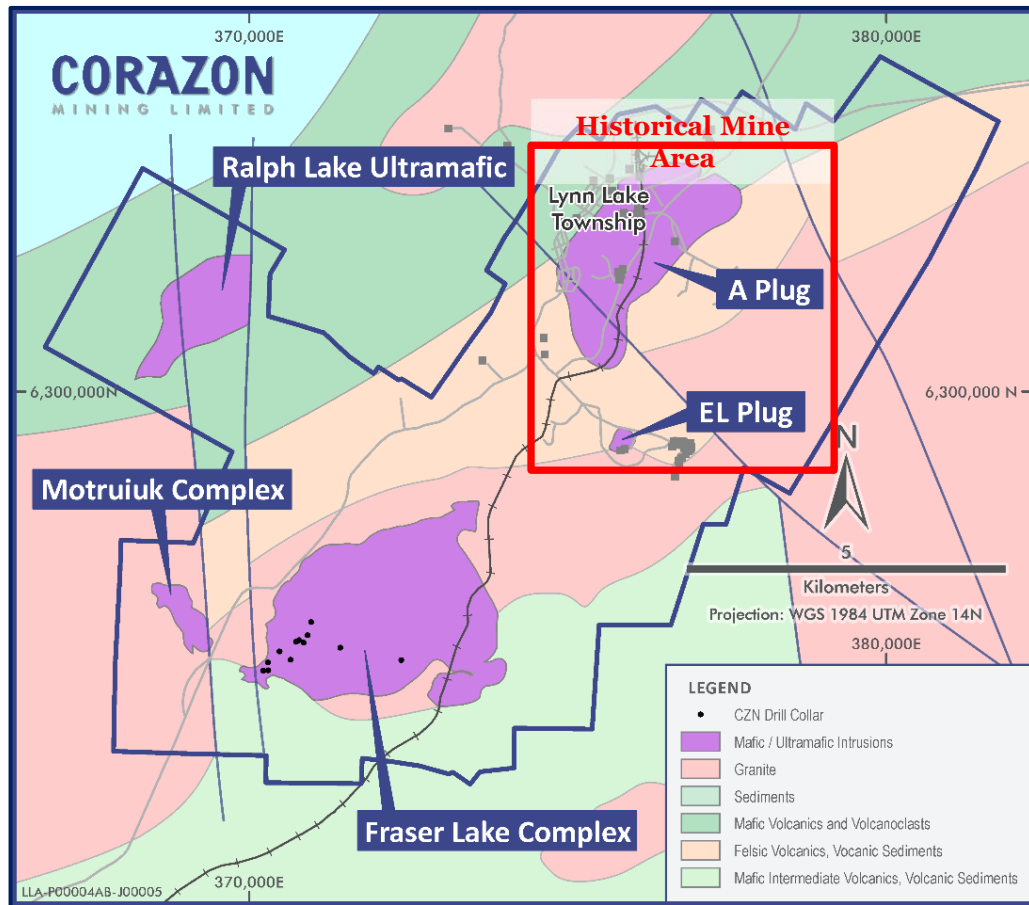 370,000E
380,000E
CORAZON
MINING LIMITED
Historical Mine
Area
Ralph Lake Ultramafic
Lynn Lake
Township
A Plug
6,300,000N
6,300,000 N
EL Plug
N
Motruiuk Complex
5
Kilometers
Projection: WGS 1984 UTM Zone 14N
380,000E
LEGEND
CZN Drill Collar
Mafic / Ultramafic Intrusions
Granite
Sediments
Mafic Volcanics and Volcanoclasts
Felsic Volcanics, Vocanic Sediments
Mafic Intermediate Volcanics, Volcanic Sediments
Fraser Lake Complex
370,000E
LLA-P00004AB-J00005